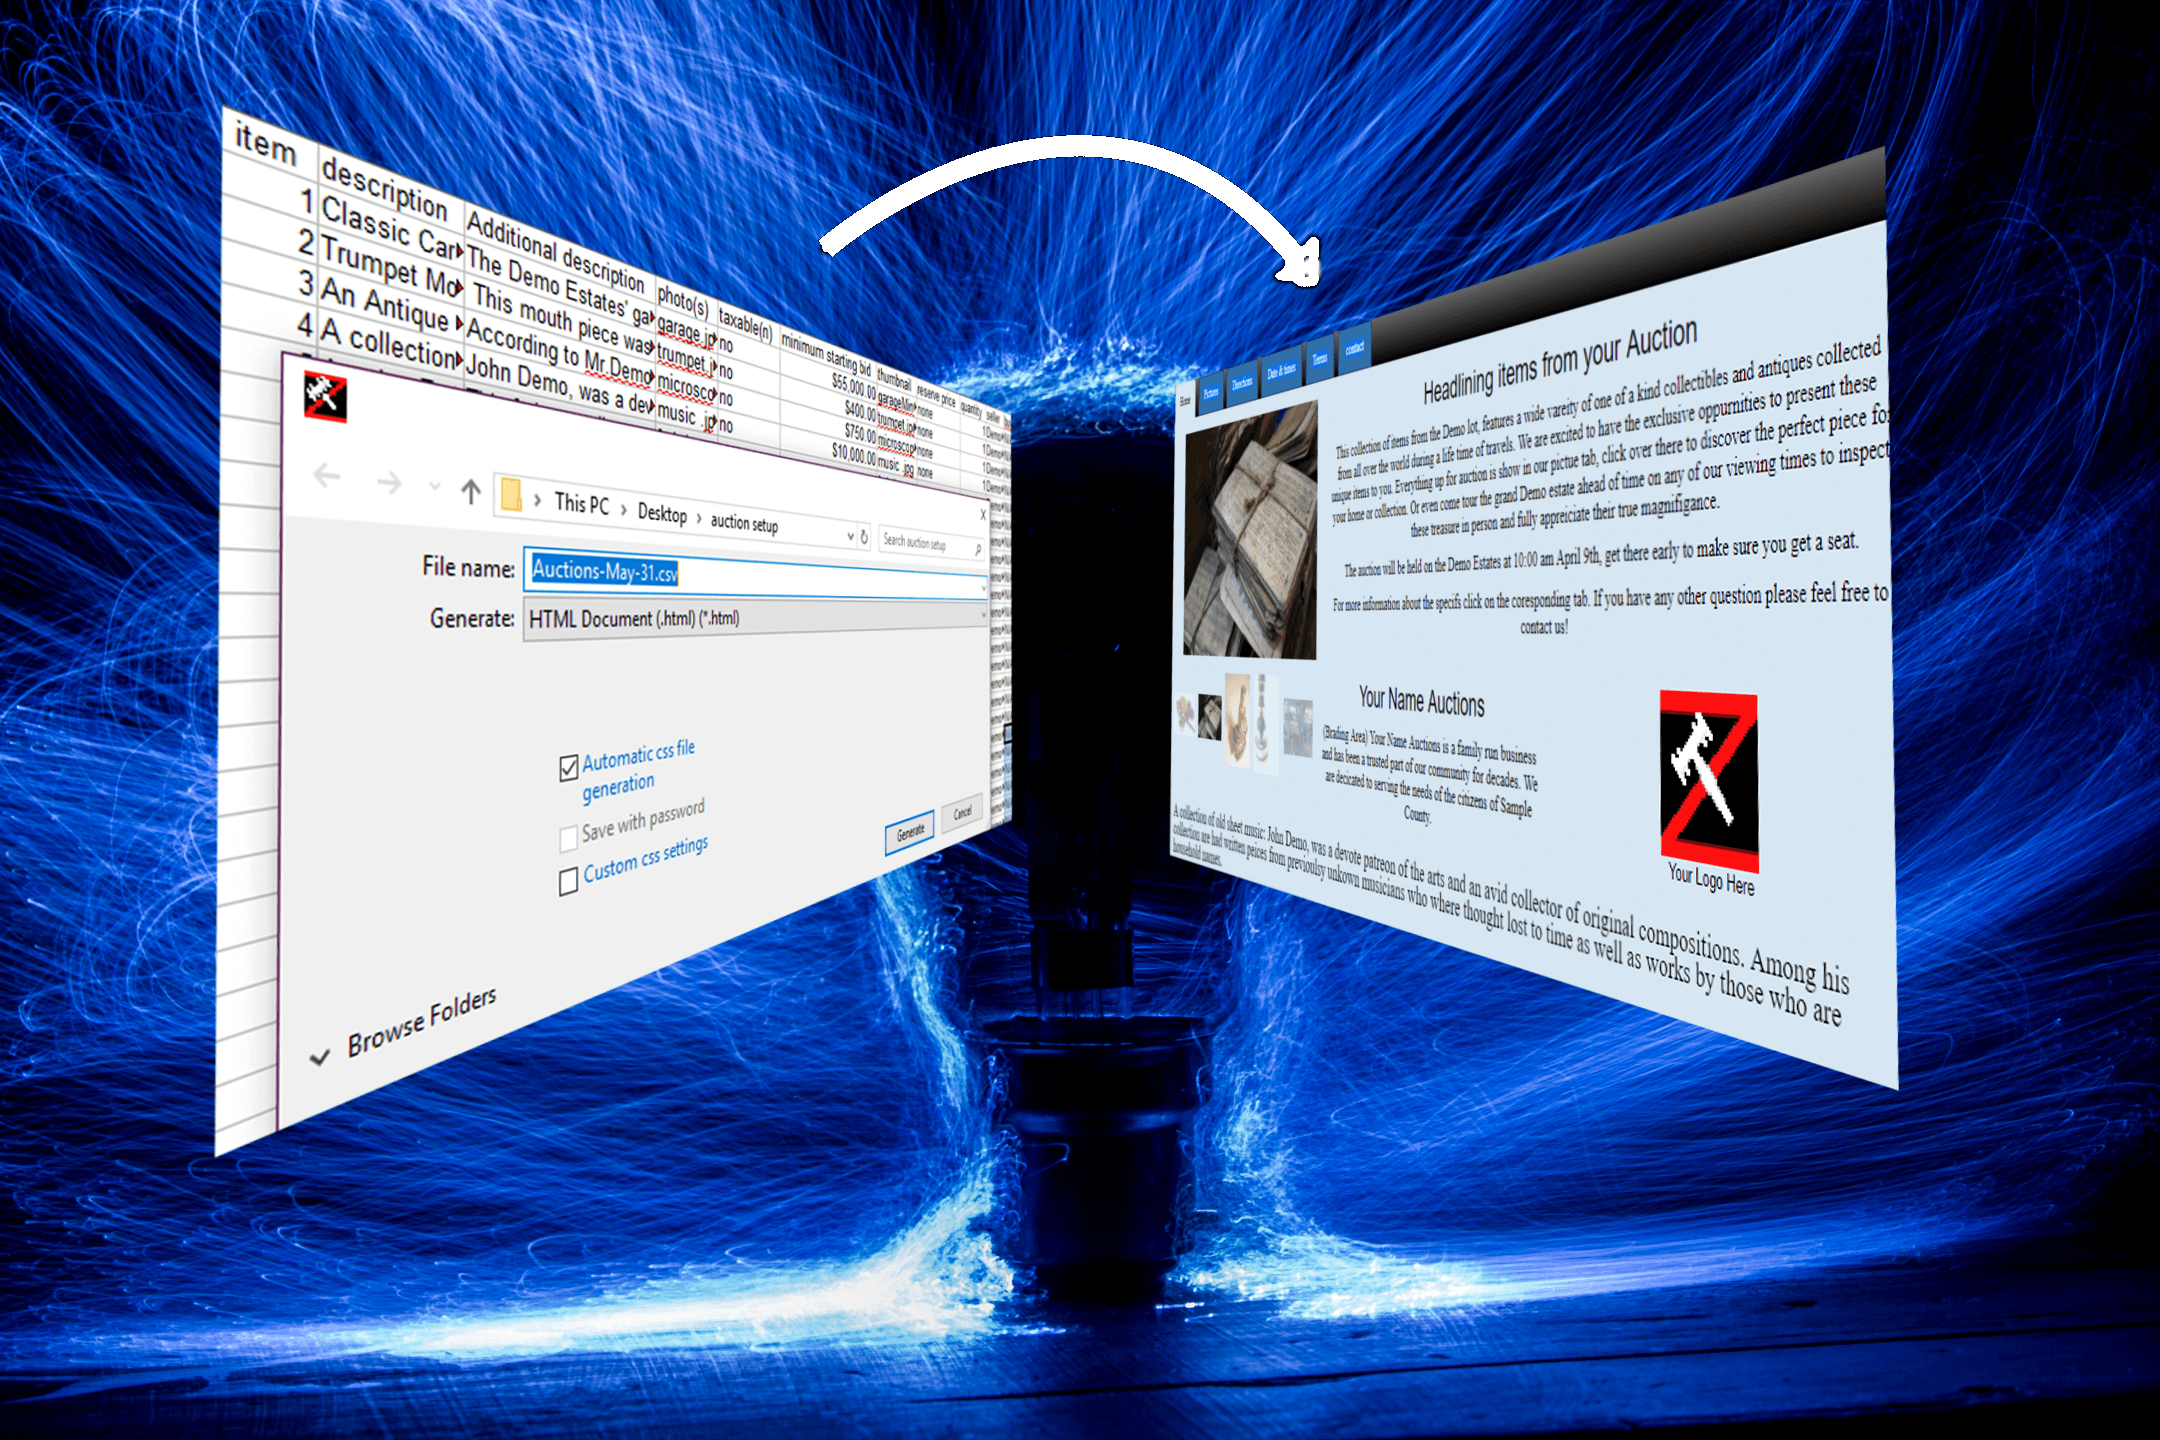 item description Additional description photo(s) taxable(n) minimum starting bid thumbnail reserve price quantity seller
1 Classic Car The Demo Estates' ga garage.jp no $55,000.00 garageMin none 1 Demo
2 Trumpet Mo This mouth piece was trumpet.j no $400.00 trumpet.jp none 1 Demo
3 An Antique According to Mr.Demo microsco no $750.00 microscop none 1 Demo
4 A collection John Demo, was a dev music .jp no $10,000.00 music .jpg none 1 Demo
This PC > Desktop > auction setup
Search auction setup
File name: Auctions-May-31.csv
Generate: HTML Document (.html) (*.html)
Automatic css file
generation
Save with password
Custom css settings
Generate Cancel
Browse Folders
Home Pictures Directions Date & times Terms contact
Headlining items from your Auction
This collection of items from the Demo lot, features a wide vareity of one of a kind collectibles and antiques collected
from all over the world during a life time of travels. We are excited to have the exclusive oppurnities to present these
unique items to you. Everything up for auction is show in our pictue tab, click over there to discover the perfect piece for
your home or collection. Or even come tour the grand Demo estate ahead of time on any of our viewing times to inspect
these treasure in person and fully appreiciate their true magnifigance.
The auction will be held on the Demo Estates at 10:00 am April 9th, get there early to make sure you get a seat.
For more information about the specifs click on the coresponding tab. If you have any other question please feel free to
contact us!
Your Name Auctions
(Brading Area) Your Name Auctions is a family run business
and has been a trusted part of our community for decades. We
are decicated to serving the needs of the citizens of Sample
County.
Your Logo Here
A collection of old sheet music: John Demo, was a devote patreon of the arts and an avid collector of original compositions. Among his
collection are had written peices from previoulsy unkown musicians who where thought lost to time as well as works by those who are
household names.